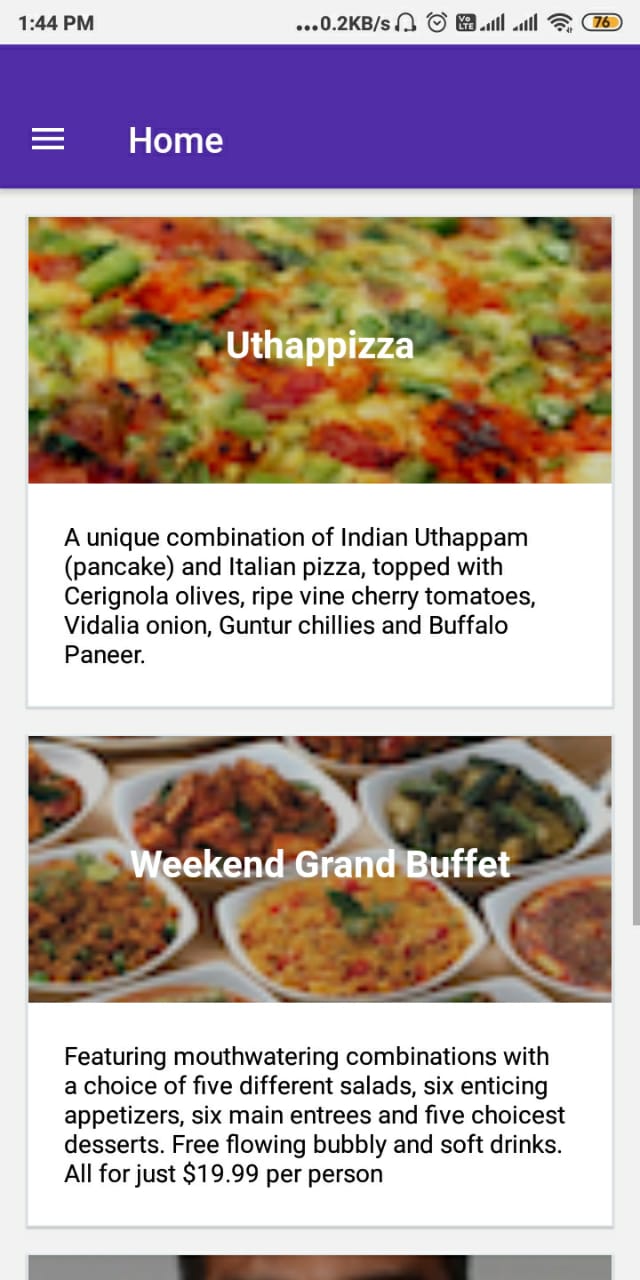 1:44 PM ...0.2KB/s Vo LTE 76
Home
Uthappizza
A unique combination of Indian Uthappam
(pancake) and Italian pizza, topped with
Cerignola olives, ripe vine cherry tomatoes,
Vidalia onion, Guntur chillies and Buffalo
Paneer.
Weekend Grand Buffet
Featuring mouthwatering combinations with
a choice of five different salads, six enticing
appetizers, six main entrees and five choicest
desserts. Free flowing bubbly and soft drinks.
All for just $19.99 per person